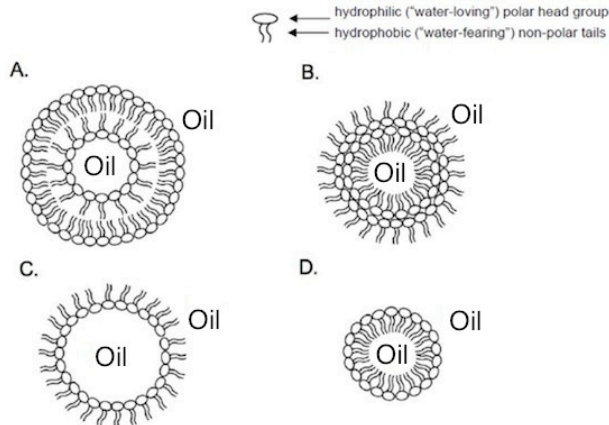 hydrophilic ("water-loving") polar head group
hydrophobic ("water-fearing") non-polar tails
A.
Oil
Oil
B.
Oil
Oil
C.
Oil
Oil
D.
Oil
Oil